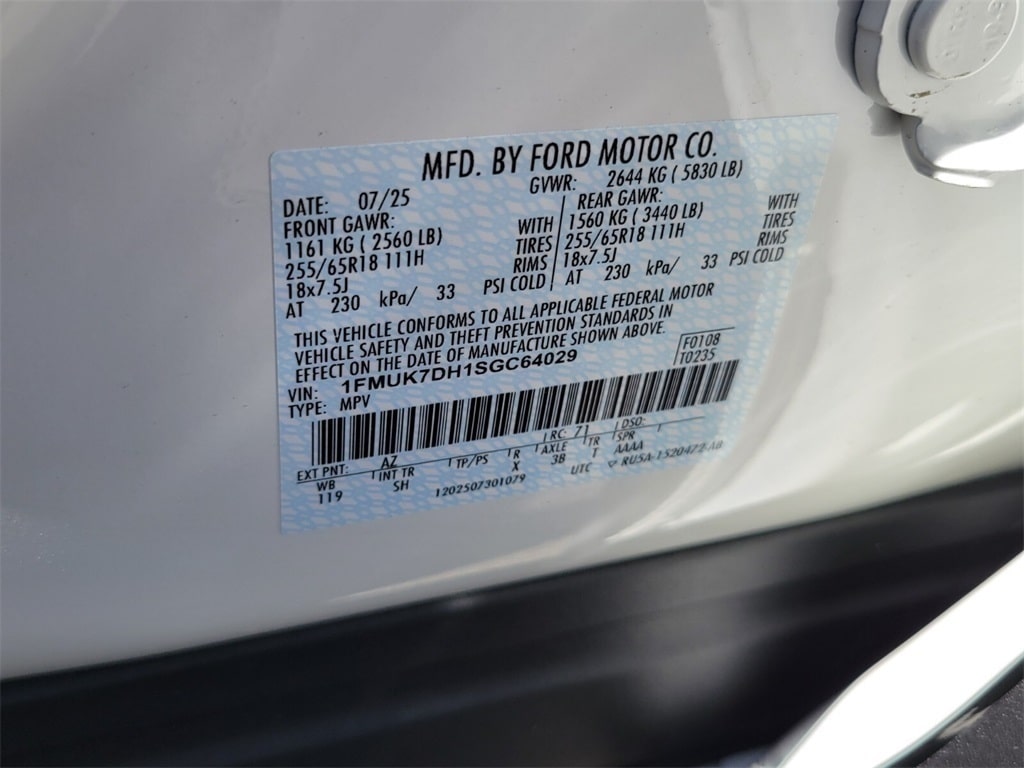 MFD. BY FORD MOTOR CO.
DATE: 07/25 GVWR: 2644 KG ( 5830 LB)
FRONT GAWR: REAR GAWR:
1161 KG ( 2560 LB) WITH 1560 KG ( 3440 LB) WITH
255/65R18 111H TIRES 255/65R18 111H TIRES
18x7.5J RIMS 18x7.5J RIMS
AT 230 kPa/ 33 PSI COLD AT 230 kPa/ 33 PSI COLD
THIS VEHICLE CONFORMS TO ALL APPLICABLE FEDERAL MOTOR
VEHICLE SAFETY AND THEFT PREVENTION STANDARDS IN
EFFECT ON THE DATE OF MANUFACTURE SHOWN ABOVE.
VIN: 1FMUK7DH1SGC64029 F0108
TYPE: MPV T0235
EXT PNT: AZ RC: 71 DSO:
WB INT TR TP/PS R AXLE TR SPR
119 SH X 3B T AAAA
1202507301079 UTC RU5A-1520472-AB